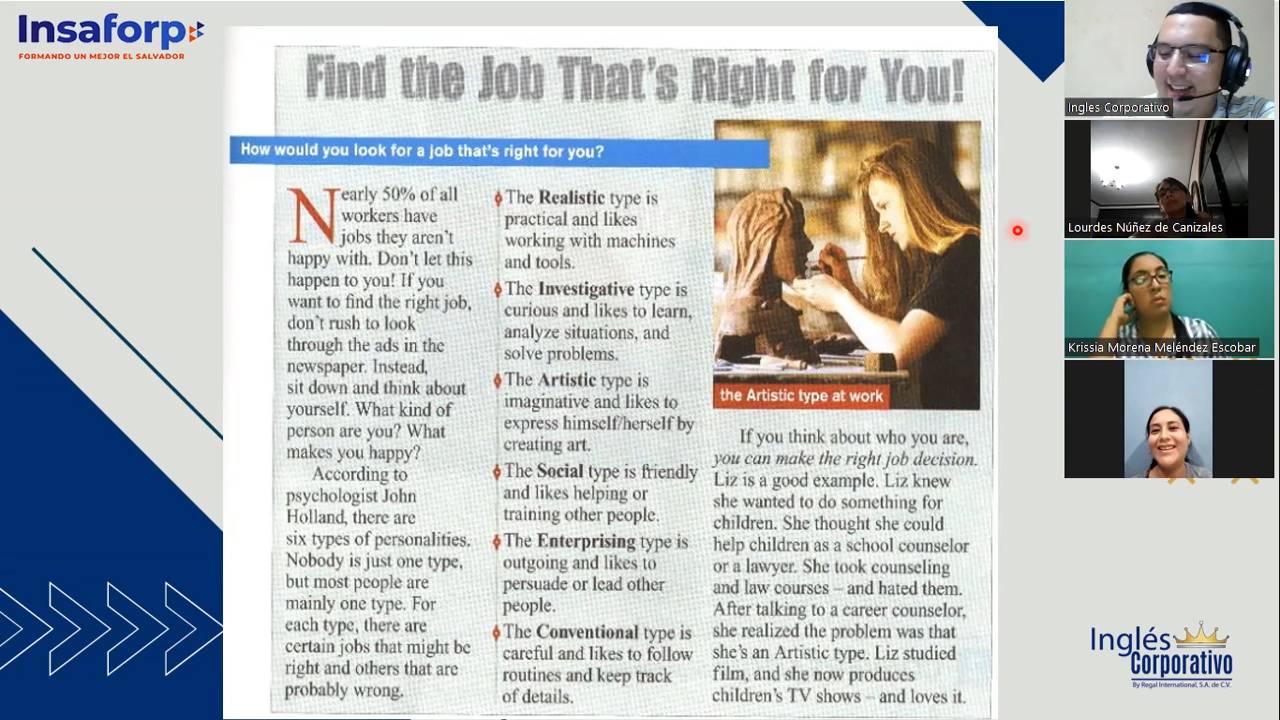 Insaforp
FORMANDO UN MEJOR EL SALVADOR
Find the Job That's Right for You!
How would you look for a job that's right for you?
Nearly 50% of all
workers have
jobs they aren't
happy with. Don't let this
happen to you! If you
want to find the right job,
don't rush to look
through the ads in the
newspaper. Instead,
sit down and think about
yourself. What kind of
person are you? What
makes you happy?
According to
psychologist John
Holland, there are
six types of personalities.
Nobody is just one type,
but most people are
mainly one type. For
each type, there are
certain jobs that might be
right and others that are
probably wrong.
The Realistic type is
practical and likes
working with machines
and tools.
The Investigative type is
curious and likes to learn,
analyze situations, and
solve problems.
The Artistic type is
imaginative and likes to
express himself/herself by
creating art.
The Social type is friendly
and likes helping or
training other people.
The Enterprising type is
outgoing and likes to
persuade or lead other
people.
The Conventional type is
careful and likes to follow
routines and keep track
of details.
the Artistic type at work
If you think about who you are,
you can make the right job decision.
Liz is a good example. Liz knew
she wanted to do something for
children. She thought she could
help children as a school counselor
or a lawyer. She took counseling
and law courses – and hated them.
After talking to a career counselor,
she realized the problem was that
she's an Artistic type. Liz studied
film, and she now produces
children's TV shows – and loves it.
Ingles Corporativo
Lourdes Núñez de Canizales
Krissia Morena Meléndez Escobar
Inglés
Corporativo
By Regal International, S.A. de C.V.